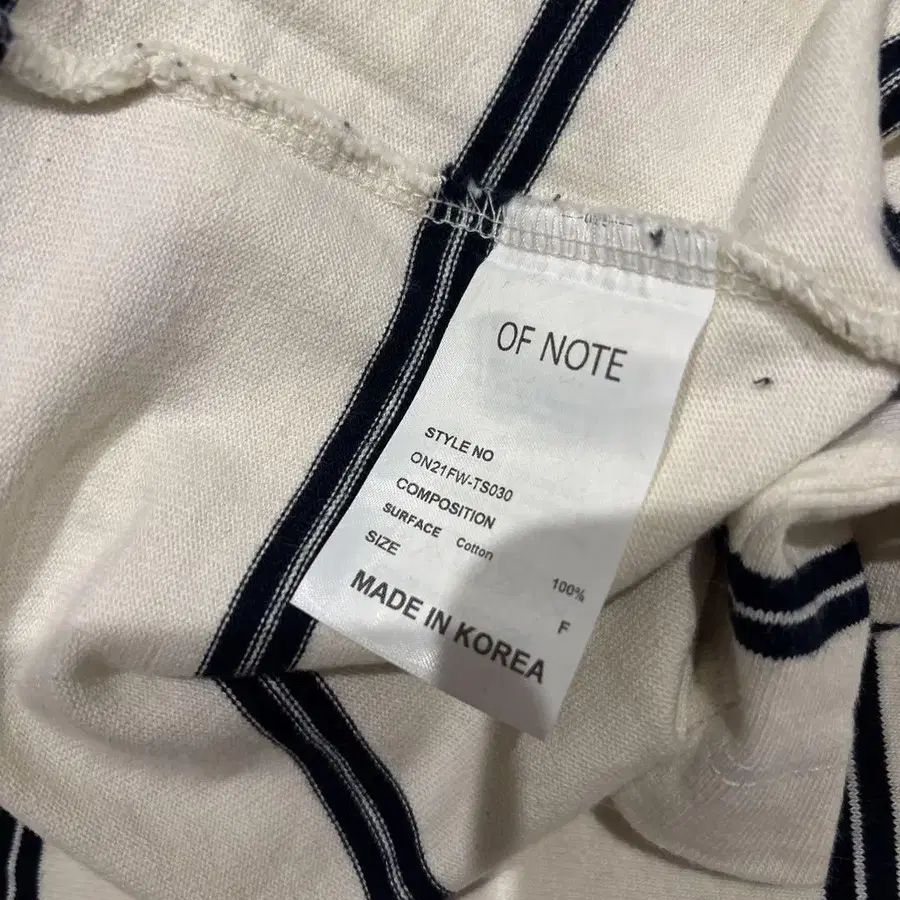 OF NOTE
STYLE NO
ON21FW-TS030
COMPOSITION
SURFACE Cotton 100%
SIZE F
MADE IN KOREA